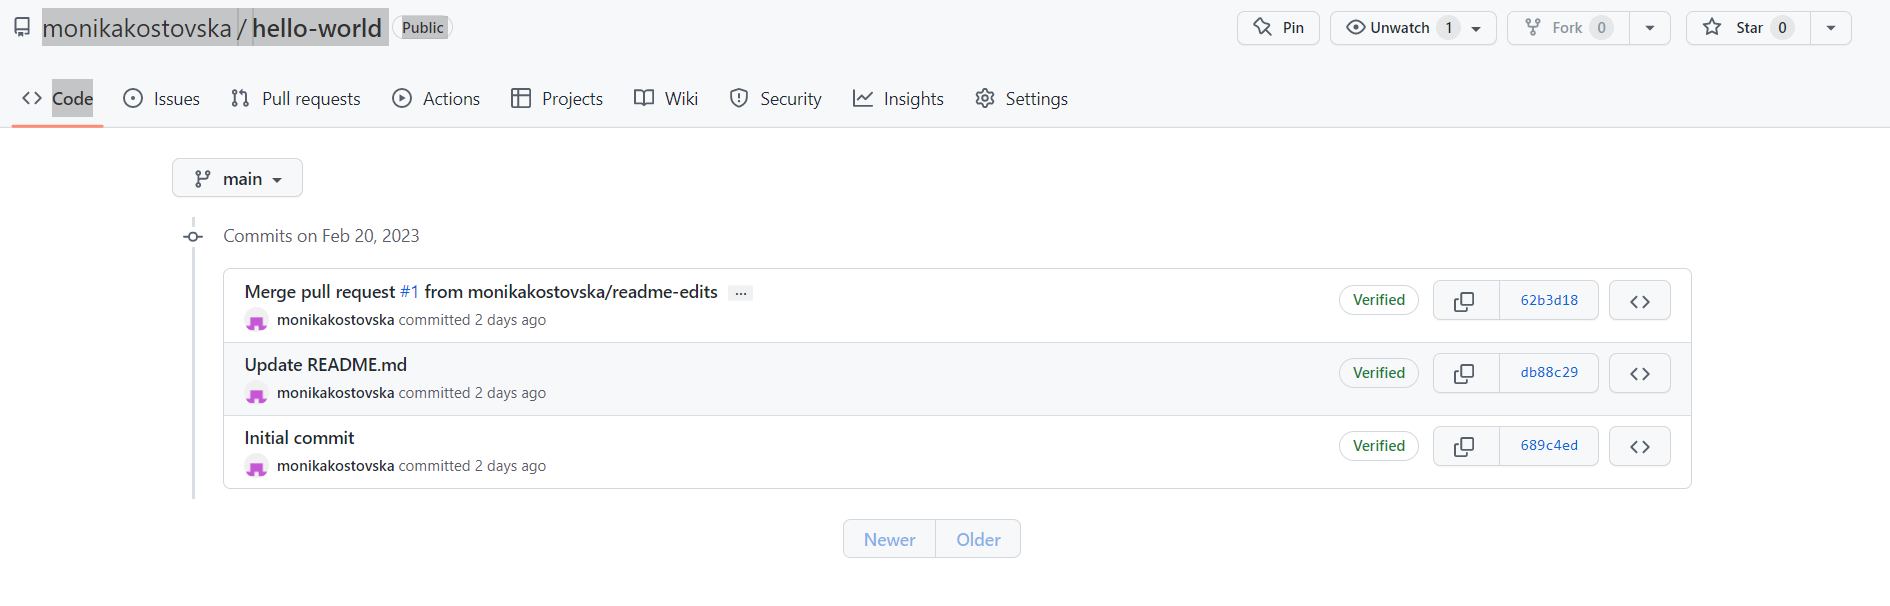 monikakostovska / hello-world Public Pin Unwatch 1 Fork 0 Star 0
Code Issues Pull requests Actions Projects Wiki Security Insights Settings
main
Commits on Feb 20, 2023
Merge pull request #1 from monikakostovska/readme-edits ...
monikakostovska committed 2 days ago
Verified 62b3d18
Update README.md
monikakostovska committed 2 days ago
Verified db88c29
Initial commit
monikakostovska committed 2 days ago
Verified 689c4ed
Newer Older